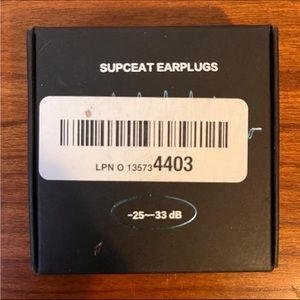 SUPCEAT EARPLUGS
LPN O 135734403
-25~-33 dB